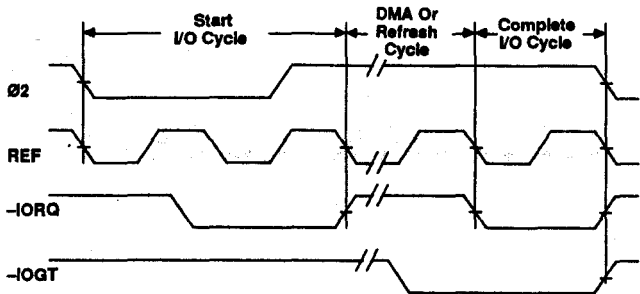 Start
I/O Cycle
DMA Or
Refresh
Cycle
Complete
I/O Cycle
Ø2
REF
–IORQ
–IOGT